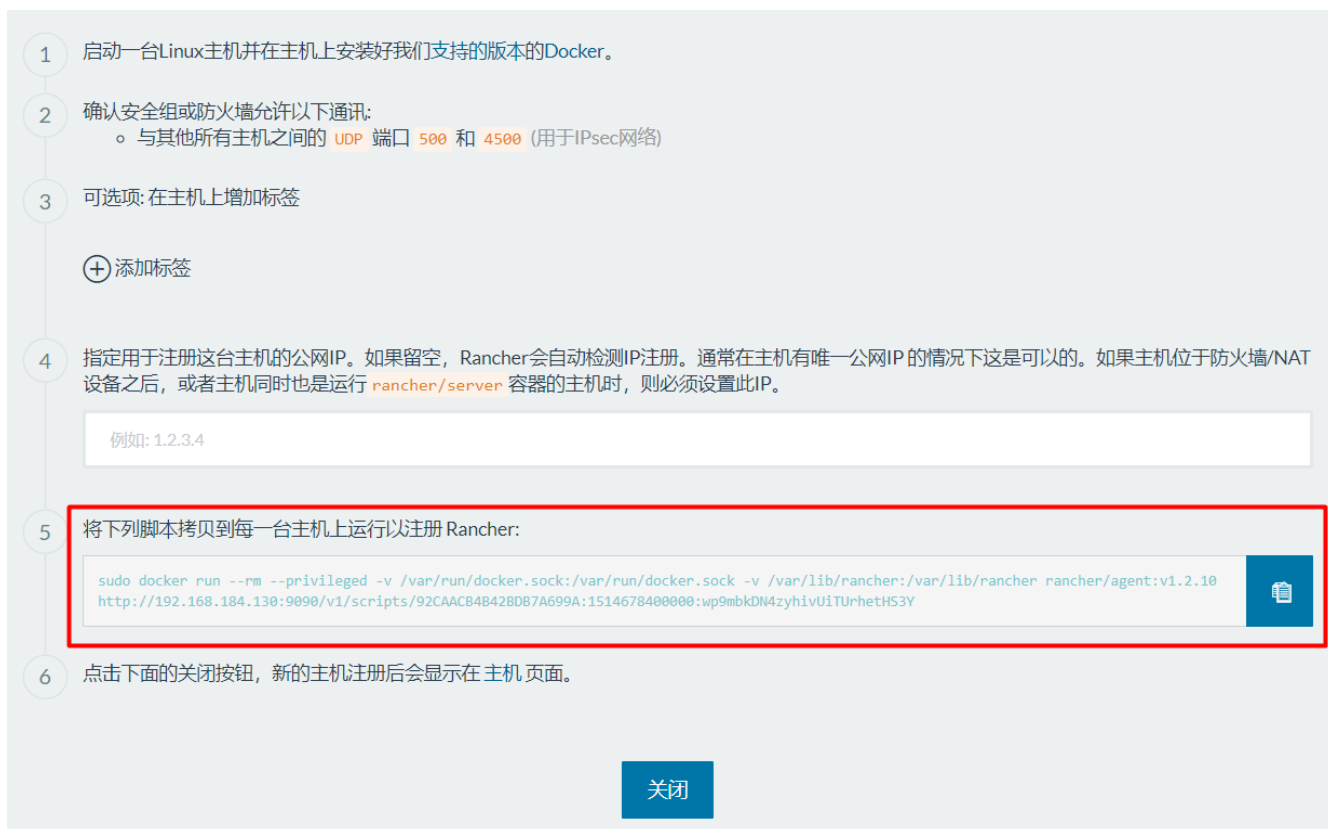 1 启动一台Linux主机并在主机上安装好我们支持的版本的Docker。
2 确认安全组或防火墙允许以下通讯:
与其他所有主机之间的 UDP 端口 500 和 4500 (用于IPsec网络)
3 可选项: 在主机上增加标签
添加标签
4 指定用于注册这台主机的公网IP。如果留空，Rancher会自动检测IP注册。通常在主机有唯一公网IP 的情况下这是可以的。如果主机位于防火墙/NAT
设备之后，或者主机同时也是运行 rancher/server 容器的主机时，则必须设置此IP。
例如: 1.2.3.4
5 将下列脚本拷贝到每一台主机上运行以注册 Rancher:
sudo docker run --rm --privileged -v /var/run/docker.sock:/var/run/docker.sock -v /var/lib/rancher:/var/lib/rancher rancher/agent:v1.2.10
http://192.168.184.130:9090/v1/scripts/92CAACB4B42BDB7A699A:1514678400000:wp9mbkDN4zyhivUiTUrhetHS3Y
6 点击下面的关闭按钮，新的主机注册后会显示在 主机 页面。
关闭